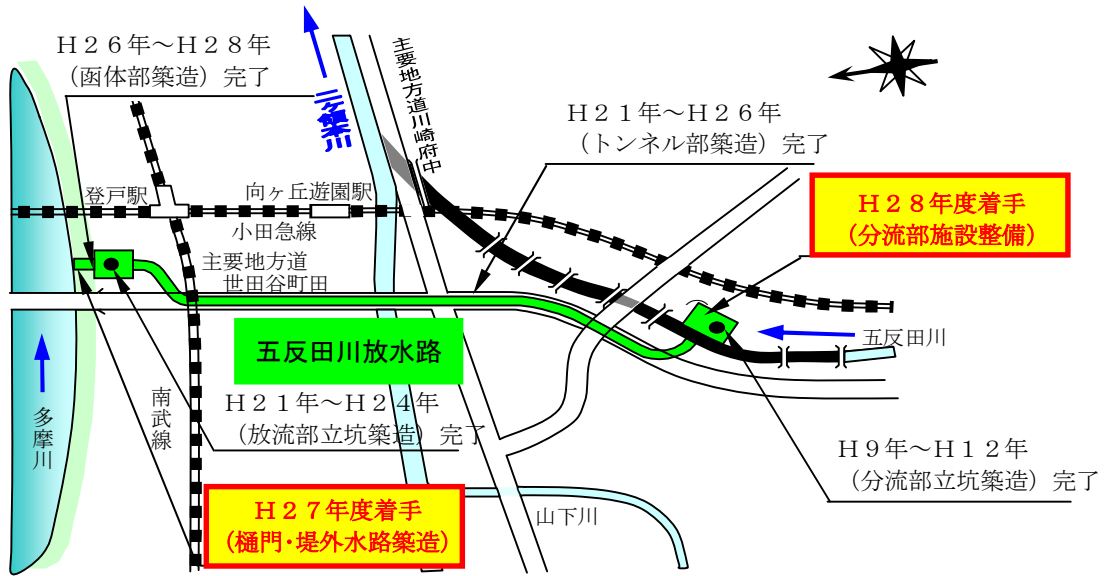 H26年~H28年
(函体部築造)完了
二ヶ領本川
主要地方道川崎府中
H21年~H26年
(トンネル部築造)完了
登戸駅
向ヶ丘遊園駅
小田急線
H28年度着手
(分流部施設整備)
主要地方道
世田谷町田
五反田川
五反田川放水路
多摩川
南武線
H21年~H24年
(放流部立坑築造)完了
H9年~H12年
(分流部立坑築造)完了
H27年度着手
(樋門・堤外水路築造)
山下川